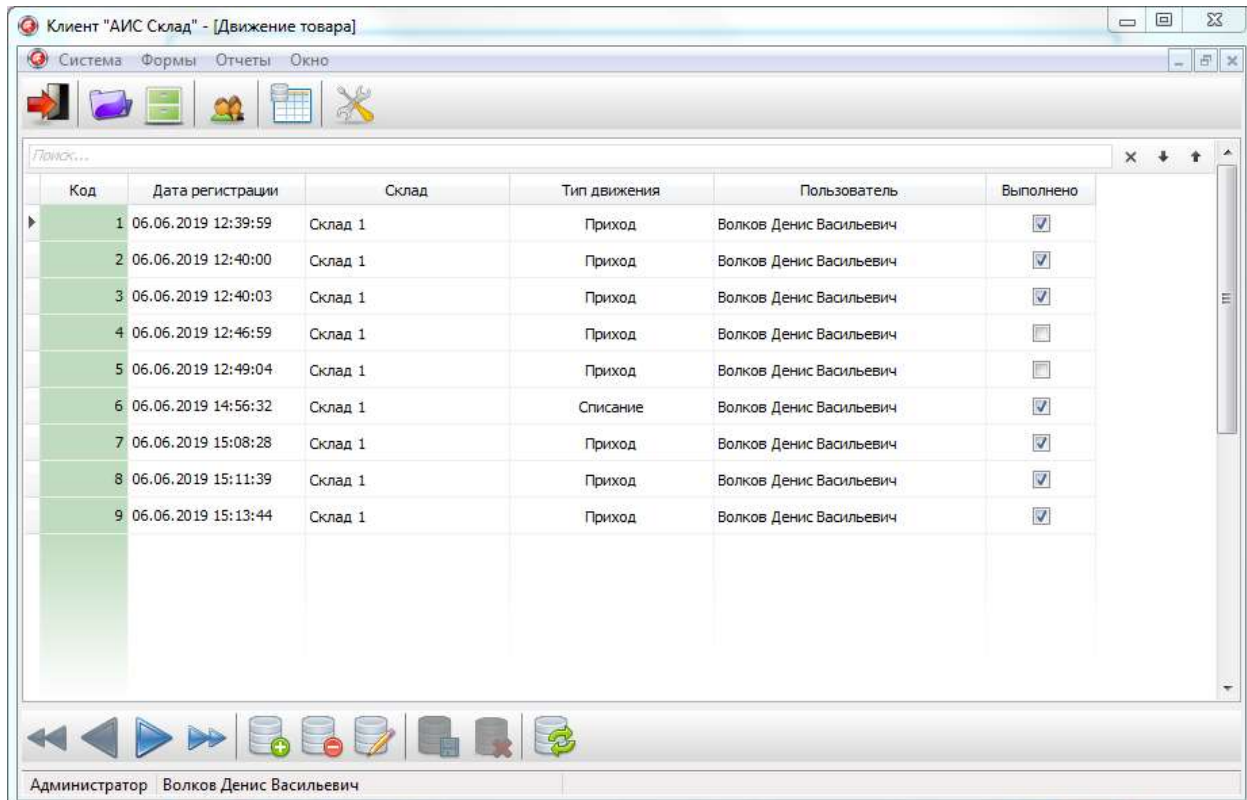 Клиент "АИС Склад" - [Движение товара]
Система Формы Отчеты Окно
Поиск...
Код Дата регистрации Склад Тип движения Пользователь Выполнено
1 06.06.2019 12:39:59 Склад 1 Приход Волков Денис Васильевич
2 06.06.2019 12:40:00 Склад 1 Приход Волков Денис Васильевич
3 06.06.2019 12:40:03 Склад 1 Приход Волков Денис Васильевич
4 06.06.2019 12:46:59 Склад 1 Приход Волков Денис Васильевич
5 06.06.2019 12:49:04 Склад 1 Приход Волков Денис Васильевич
6 06.06.2019 14:56:32 Склад 1 Списание Волков Денис Васильевич
7 06.06.2019 15:08:28 Склад 1 Приход Волков Денис Васильевич
8 06.06.2019 15:11:39 Склад 1 Приход Волков Денис Васильевич
9 06.06.2019 15:13:44 Склад 1 Приход Волков Денис Васильевич
Администратор Волков Денис Васильевич